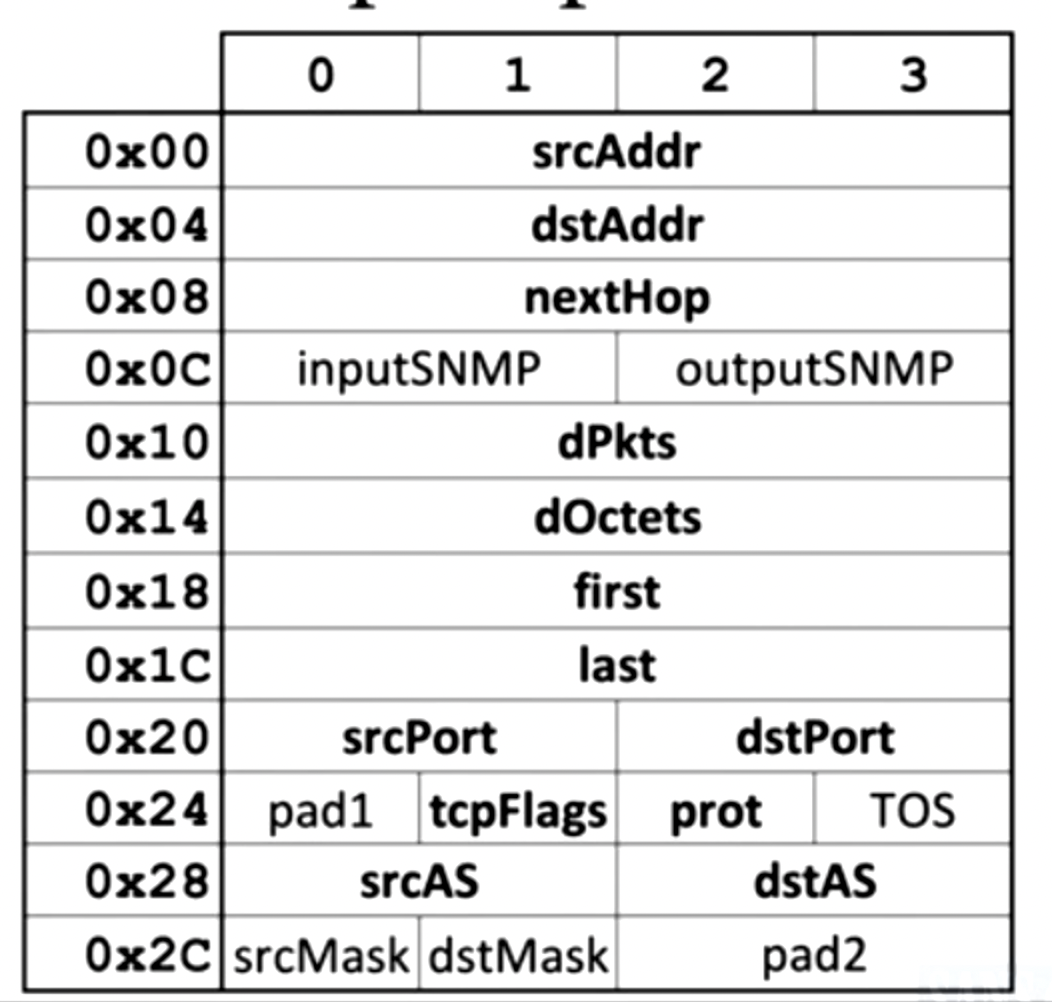 0 1 2 3
0x00 srcAddr
0x04 dstAddr
0x08 nextHop
0x0C inputSNMP outputSNMP
0x10 dPkts
0x14 dOctets
0x18 first
0x1C last
0x20 srcPort dstPort
0x24 pad1 tcpFlags prot TOS
0x28 srcAS dstAS
0x2C srcMask dstMask pad2